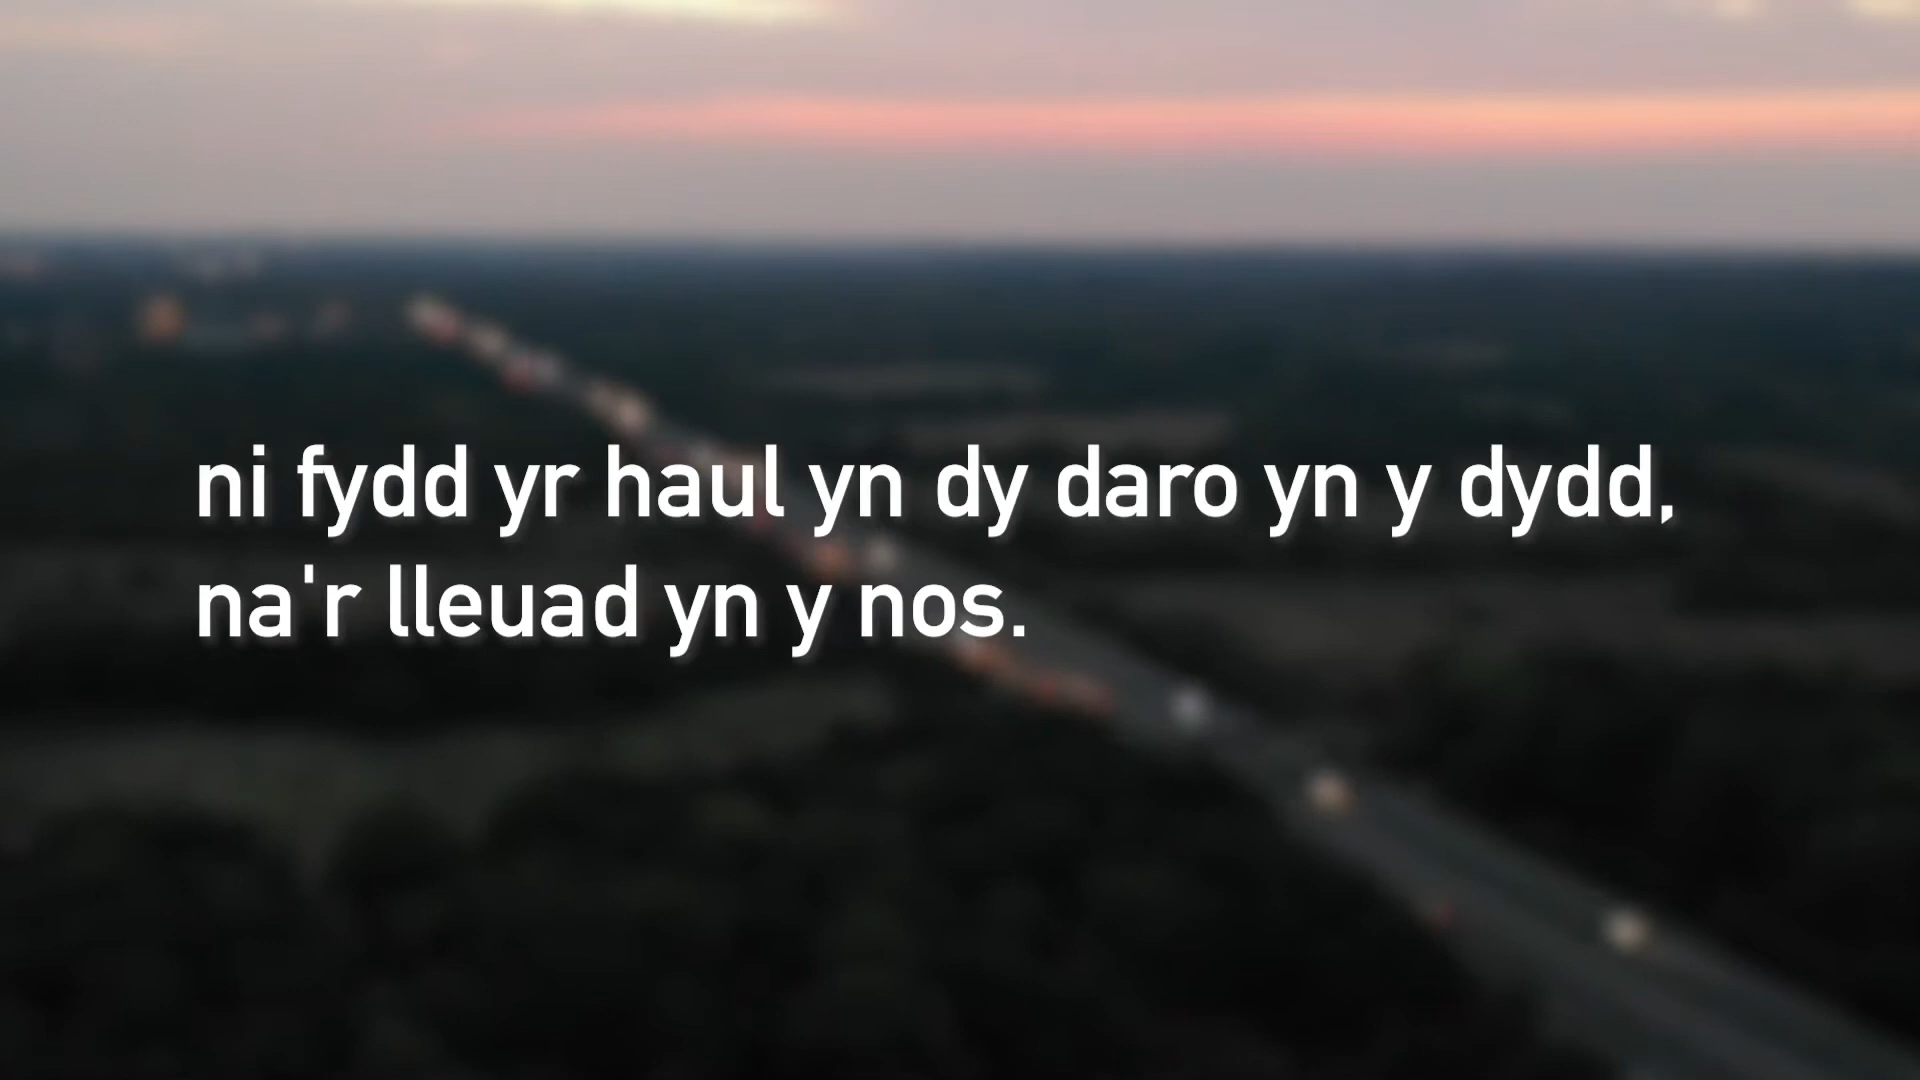 ni fydd yr haul yn dy daro yn y dydd,
na'r lleuad yn y nos.